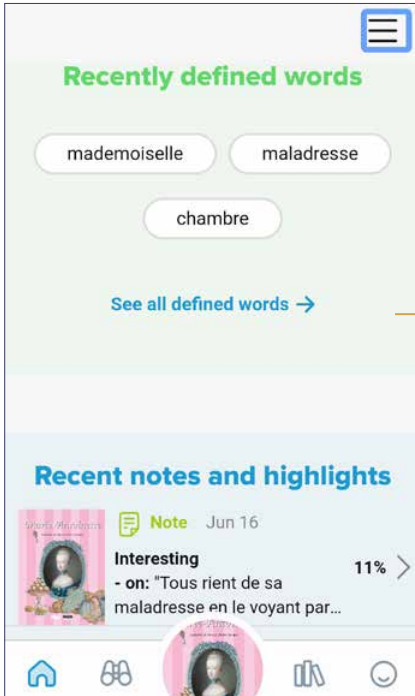 Recently defined words
mademoiselle
maladresse
chambre
See all defined words →
Recent notes and highlights
Note Jun 16
Interesting
11%
- on: "Tous rient de sa
maladresse en le voyant par...